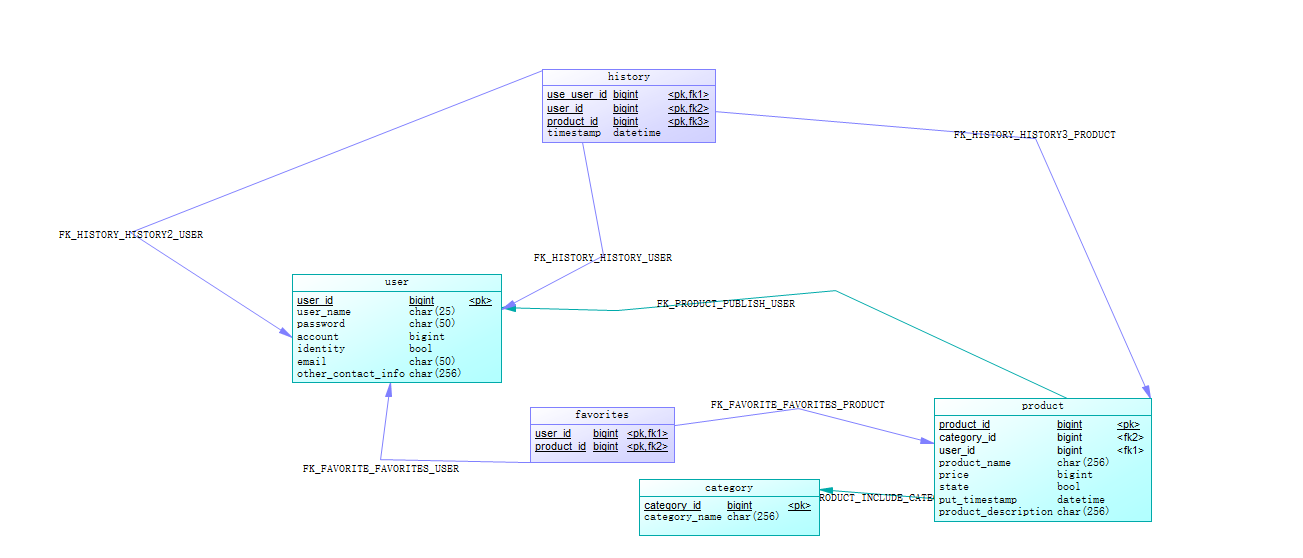 history
use_user_id bigint <pk,fk1>
user_id bigint <pk,fk2>
product_id bigint <pk,fk3>
timestamp datetime
FK_HISTORY_HISTORY3_PRODUCT
FK_HISTORY_HISTORY2_USER
FK_HISTORY_HISTORY_USER
user
user_id bigint <pk>
user_name char(25)
password char(50)
account bigint
identity bool
email char(50)
other_contact_info char(256)
FK_PRODUCT_PUBLISH_USER
FK_FAVORITE_FAVORITES_PRODUCT
favorites
user_id bigint <pk,fk1>
product_id bigint <pk,fk2>
FK_FAVORITE_FAVORITES_USER
product
product_id bigint <pk>
category_id bigint <fk2>
user_id bigint <fk1>
product_name char(256)
price bigint
state bool
put_timestamp datetime
product_description char(256)
category
category_id bigint <pk>
category_name char(256)
RODUCT_INCLUDE_CATE